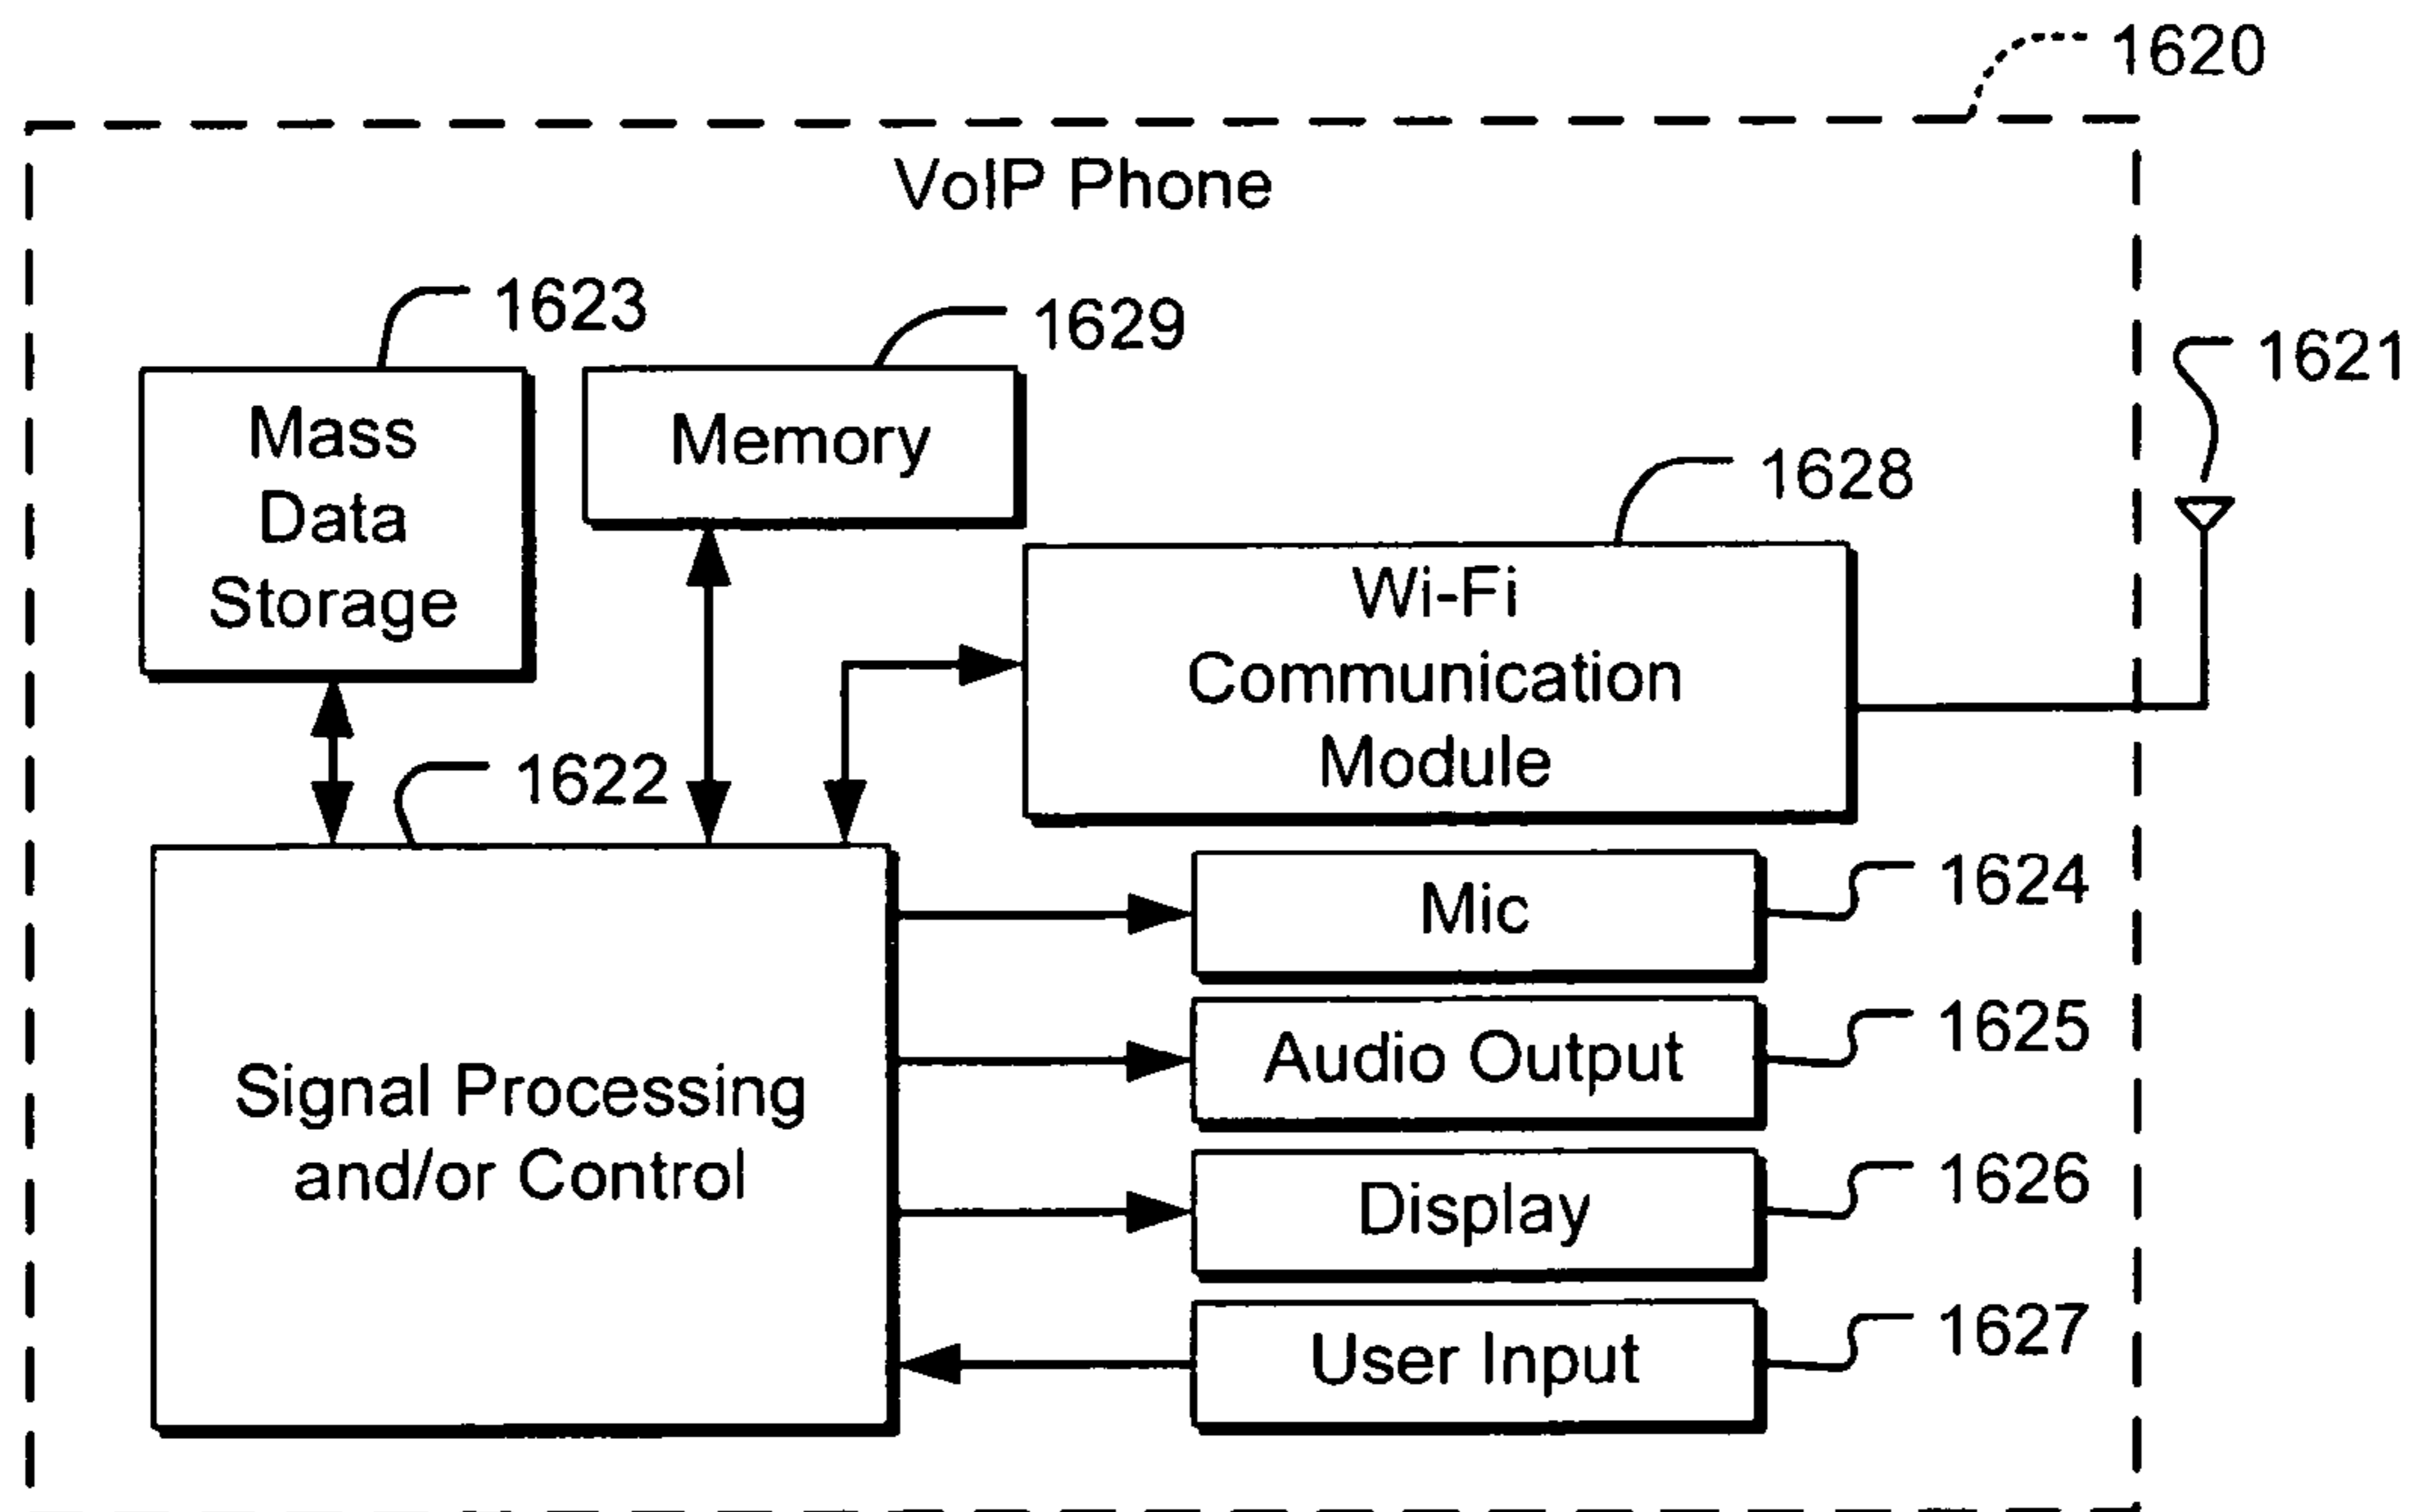 1620
VoIP Phone
1623
1629
1621
Mass
Data
Storage
Memory
1628
Wi-Fi
Communication
Module
1622
Mic
1624
Signal Processing
and/or Control
Audio Output
1625
Display
1626
User Input
1627